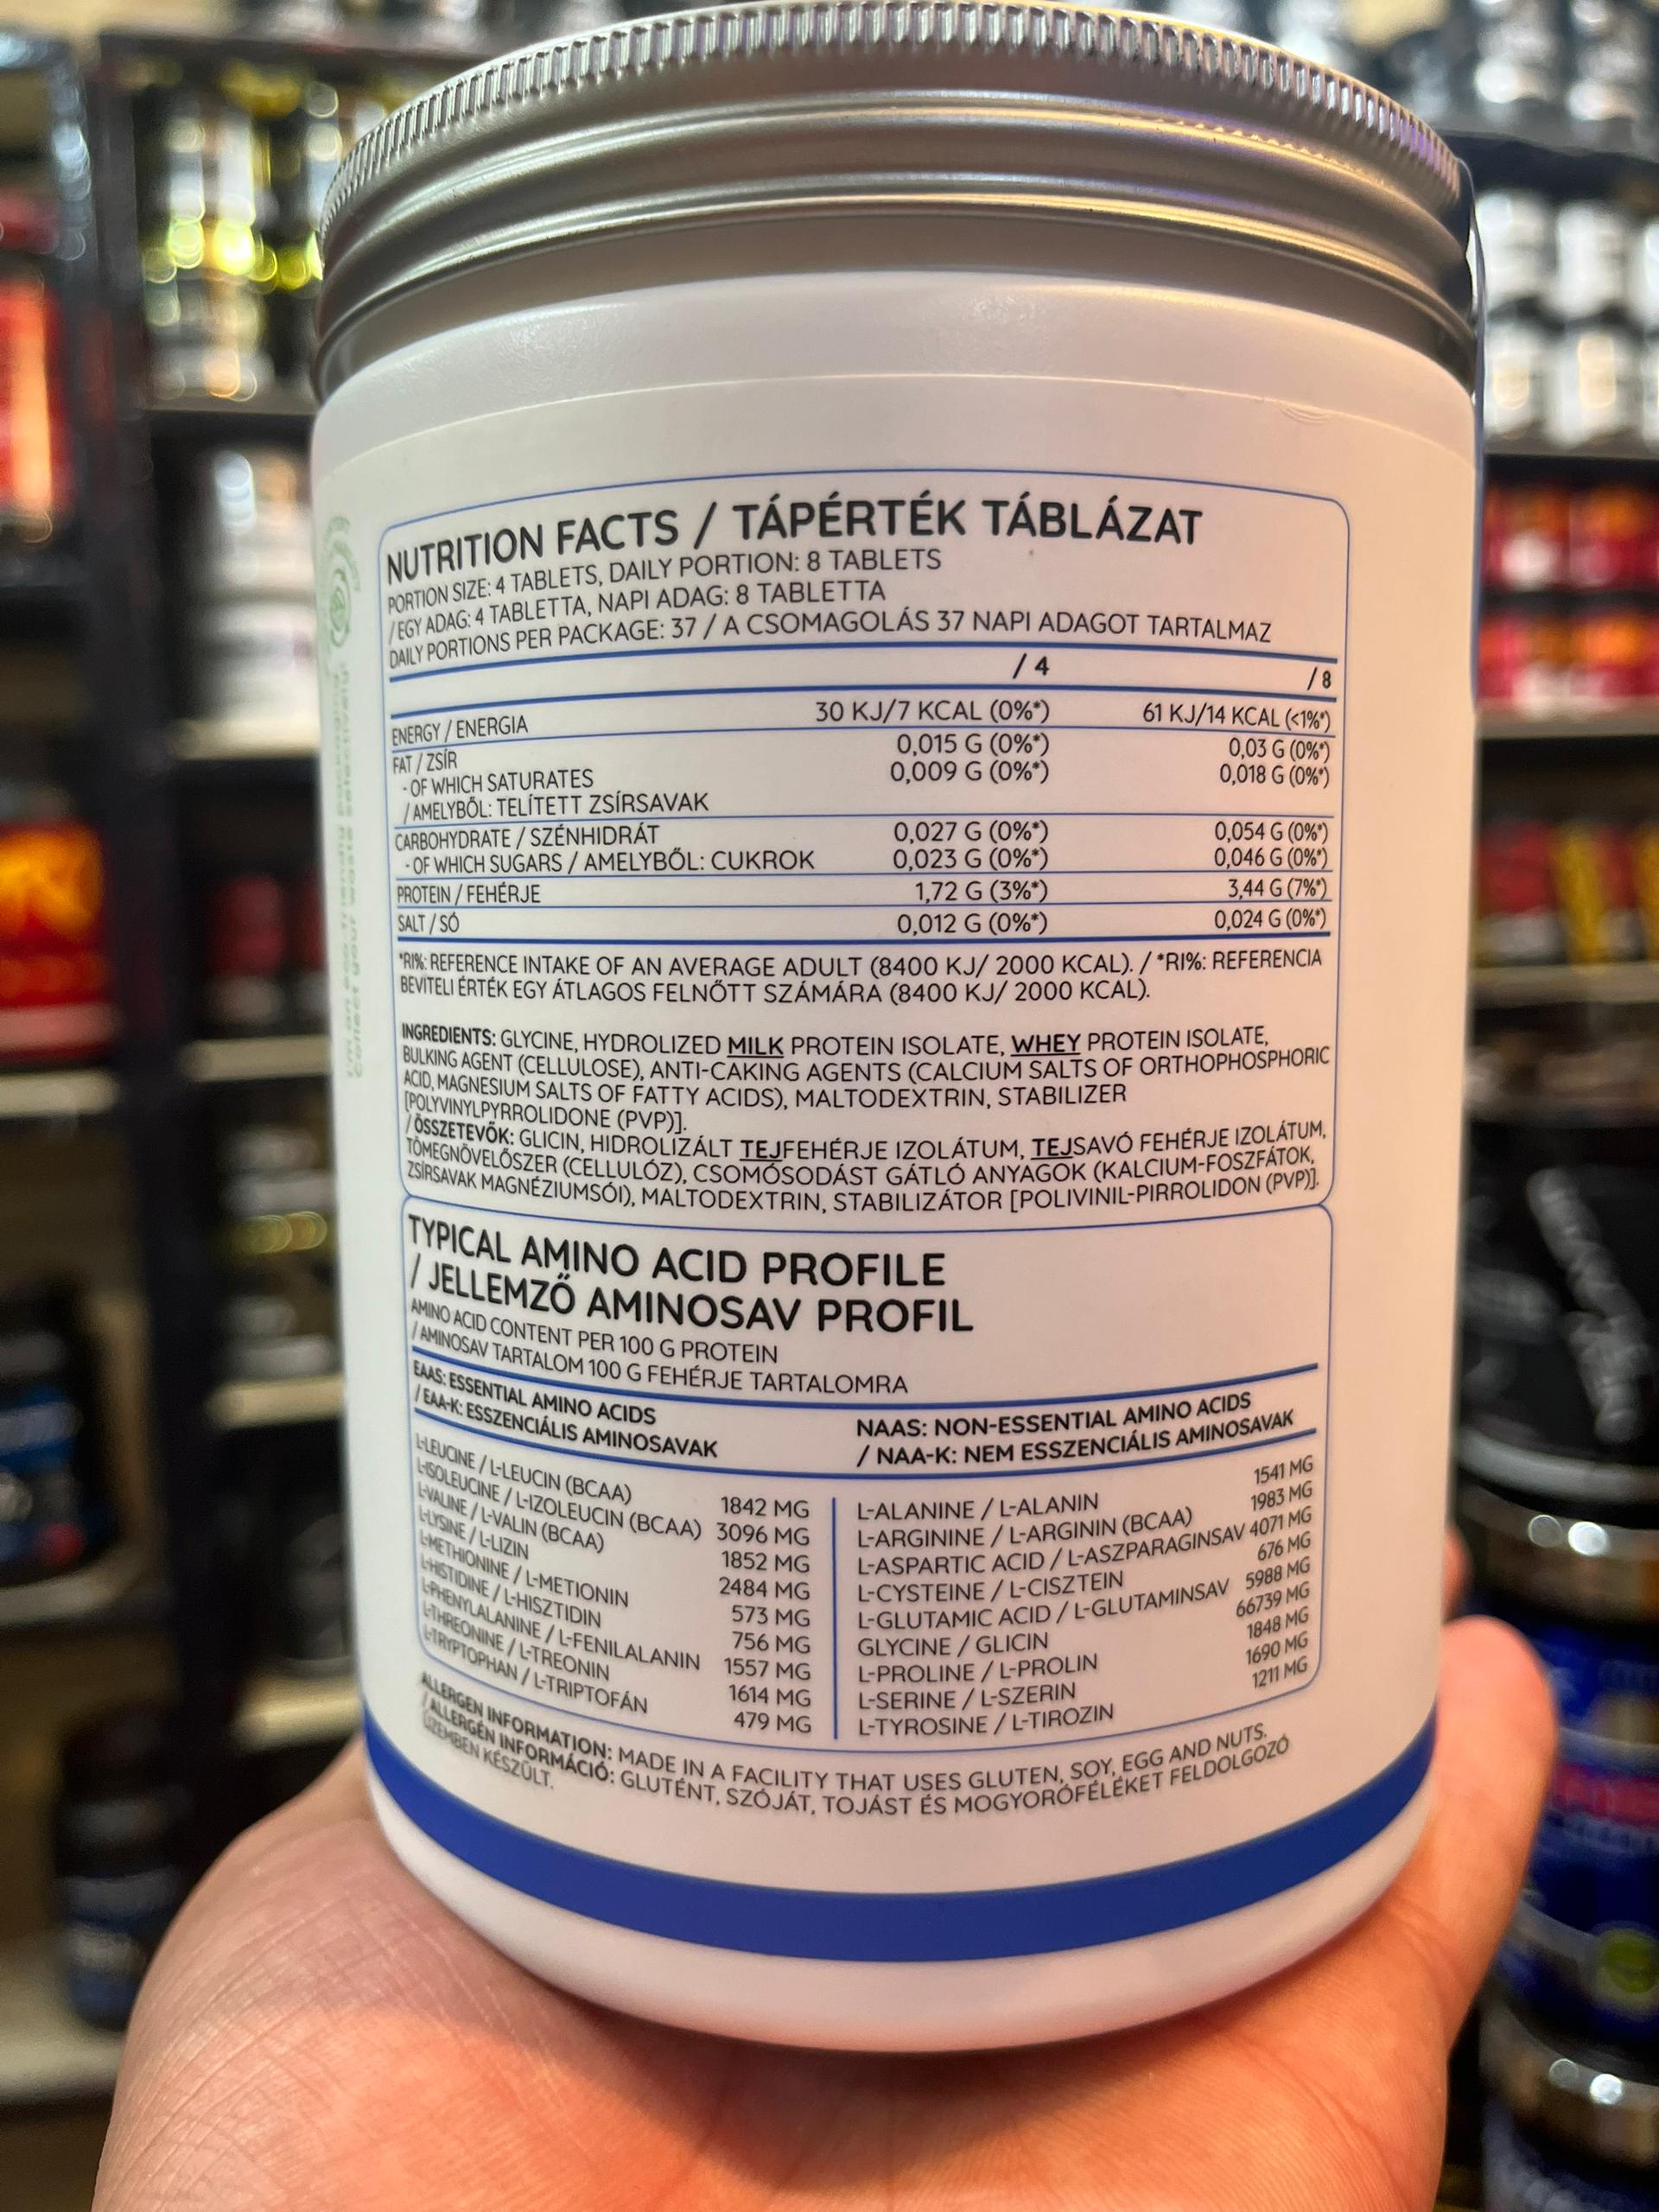 NUTRITION FACTS / TÁPÉRTÉK TÁBLÁZAT
PORTION SIZE: 4 TABLETS, DAILY PORTION: 8 TABLETS
/ EGY ADAG: 4 TABLETTA, NAPI ADAG: 8 TABLETTA
DAILY PORTIONS PER PACKAGE: 37 / A CSOMAGOLÁS 37 NAPI ADAGOT TARTALMAZ
/ 4 / 8
ENERGY / ENERGIA 30 KJ/7 KCAL (0%*) 61 KJ/14 KCAL (<1%*)
FAT / ZSÍR 0,015 G (0%*) 0,03 G (0%*)
- OF WHICH SATURATES 0,009 G (0%*) 0,018 G (0%*)
/ AMELYBŐL: TELÍTETT ZSÍRSAVAK
CARBOHYDRATE / SZÉNHIDRÁT 0,027 G (0%*) 0,054 G (0%*)
- OF WHICH SUGARS / AMELYBŐL: CUKROK 0,023 G (0%*) 0,046 G (0%*)
PROTEIN / FEHÉRJE 1,72 G (3%*) 3,44 G (7%*)
SALT / SÓ 0,012 G (0%*) 0,024 G (0%*)
*RI%: REFERENCE INTAKE OF AN AVERAGE ADULT (8400 KJ/ 2000 KCAL). / *RI%: REFERENCIA
BEVITELI ÉRTÉK EGY ÁTLAGOS FELNŐTT SZÁMÁRA (8400 KJ/ 2000 KCAL).
INGREDIENTS: GLYCINE, HYDROLIZED MILK PROTEIN ISOLATE, WHEY PROTEIN ISOLATE,
BULKING AGENT (CELLULOSE), ANTI-CAKING AGENTS (CALCIUM SALTS OF ORTHOPHOSPHORIC
ACID, MAGNESIUM SALTS OF FATTY ACIDS), MALTODEXTRIN, STABILIZER
[POLYVINYLPYRROLIDONE (PVP)].
/ ÖSSZETEVŐK: GLICIN, HIDROLIZÁLT TEJFEHÉRJE IZOLÁTUM, TEJSAVÓ FEHÉRJE IZOLÁTUM,
TÖMEGNÖVELŐSZER (CELLULÓZ), CSOMÓSODÁST GÁTLÓ ANYAGOK (KALCIUM-FOSZFÁTOK,
ZSÍRSAVAK MAGNÉZIUMSÓI), MALTODEXTRIN, STABILIZÁTOR [POLIVINIL-PIRROLIDON (PVP)].
TYPICAL AMINO ACID PROFILE
/ JELLEMZŐ AMINOSAV PROFIL
AMINO ACID CONTENT PER 100 G PROTEIN
/ AMINOSAV TARTALOM 100 G FEHÉRJE TARTALOMRA
EAAS: ESSENTIAL AMINO ACIDS
/ EAA-K: ESSZENCIÁLIS AMINOSAVAK
L-LEUCINE / L-LEUCIN (BCAA) 1842 MG
L-ISOLEUCINE / L-IZOLEUCIN (BCAA) 3096 MG
L-VALINE / L-VALIN (BCAA) 1852 MG
L-LYSINE / L-LIZIN 2484 MG
L-METHIONINE / L-METIONIN 573 MG
L-HISTIDINE / L-HISZTIDIN 756 MG
L-PHENYLALANINE / L-FENILALANIN 1557 MG
L-THREONINE / L-TREONIN 1614 MG
L-TRYPTOPHAN / L-TRIPTOFÁN 479 MG
NAAS: NON-ESSENTIAL AMINO ACIDS
/ NAA-K: NEM ESSZENCIÁLIS AMINOSAVAK
L-ALANINE / L-ALANIN 1541 MG
L-ARGININE / L-ARGININ (BCAA) 1983 MG
L-ASPARTIC ACID / L-ASZPARAGINSAV 4071 MG
L-CYSTEINE / L-CISZTEIN 676 MG
L-GLUTAMIC ACID / L-GLUTAMINSAV 5988 MG
GLYCINE / GLICIN 66739 MG
L-PROLINE / L-PROLIN 1848 MG
L-SERINE / L-SZERIN 1690 MG
L-TYROSINE / L-TIROZIN 1211 MG
ALLERGEN INFORMATION: MADE IN A FACILITY THAT USES GLUTEN, SOY, EGG AND NUTS.
/ ALLERGÉN INFORMÁCIÓ: GLUTÉNT, SZÓJÁT, TOJÁST ÉS MOGYORÓFÉLÉKET FELDOLGOZÓ
ÜZEMBEN KÉSZÜLT.